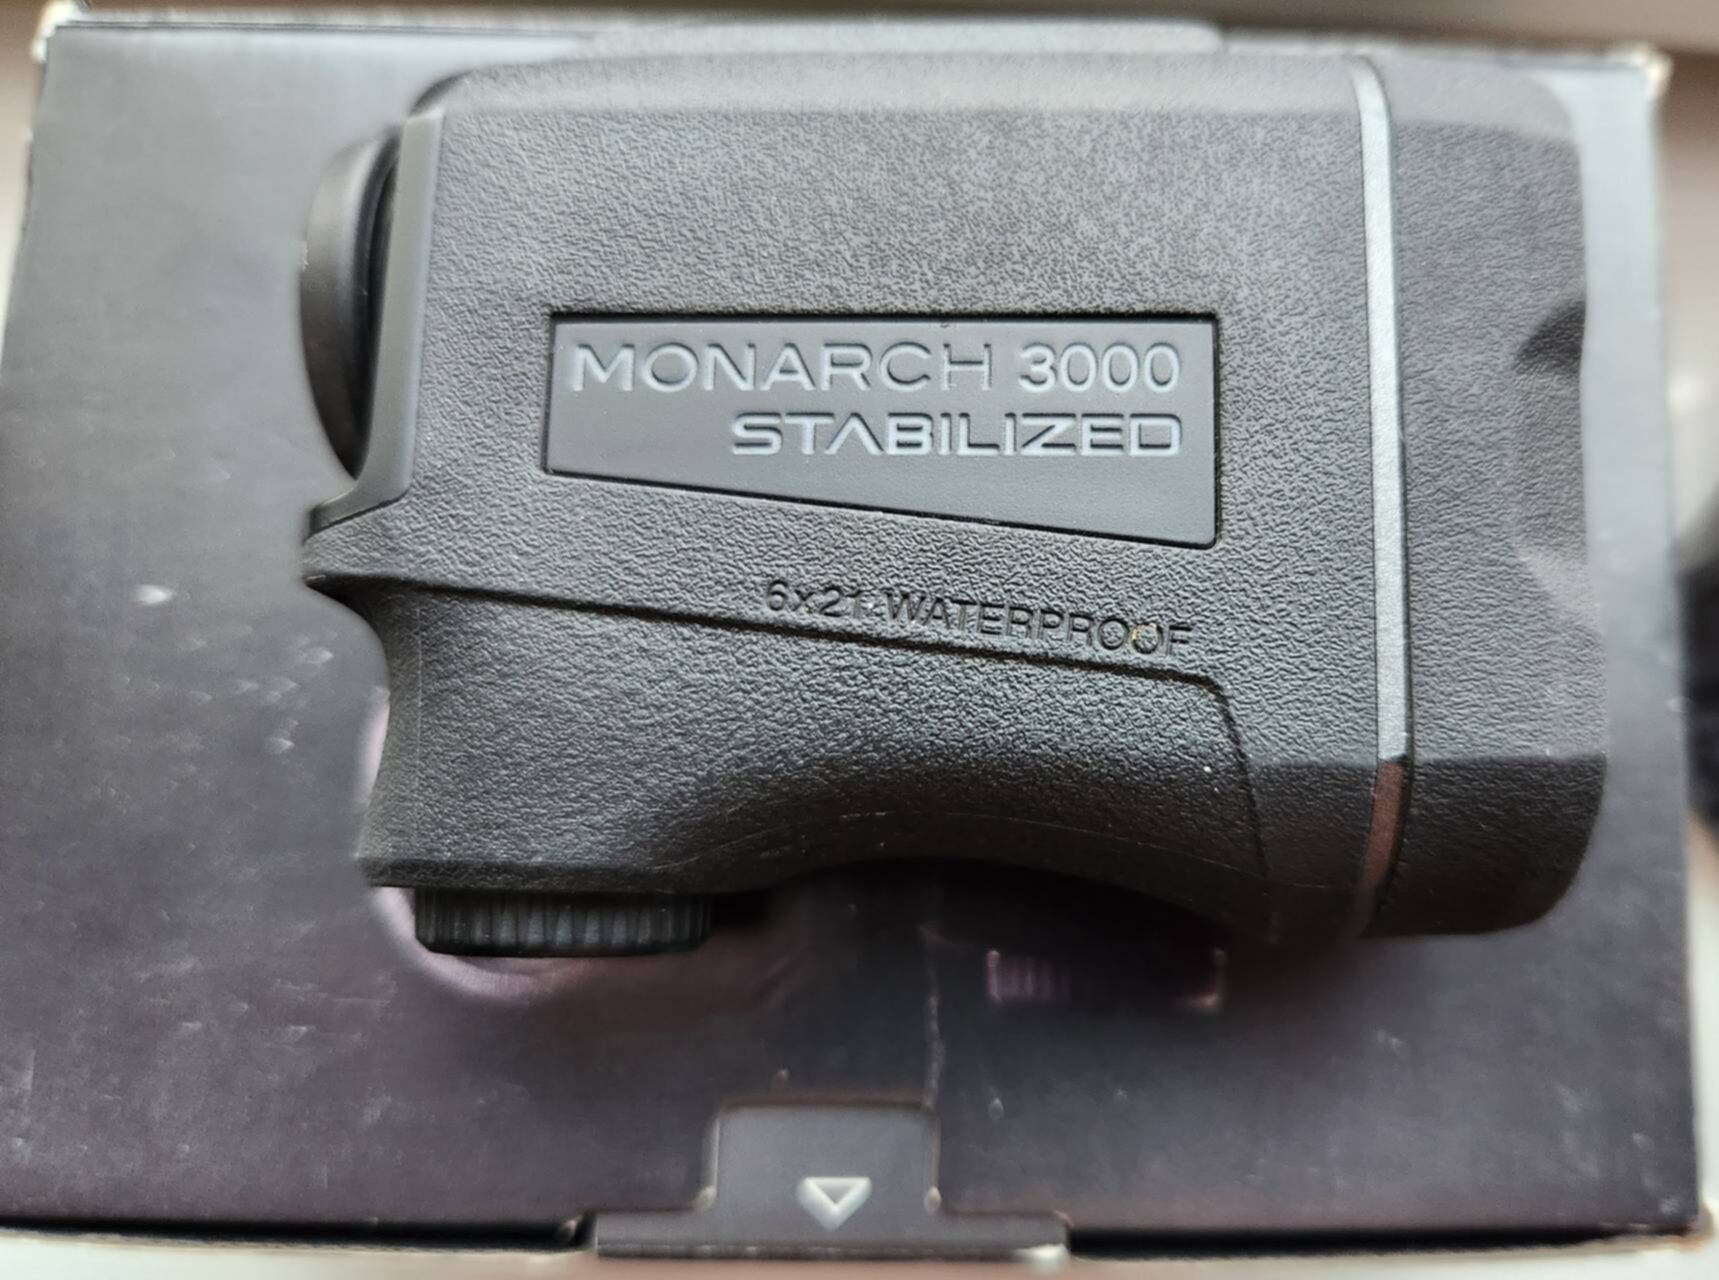 MONARCH 3000
STABILIZED
6x21 WATERPROOF